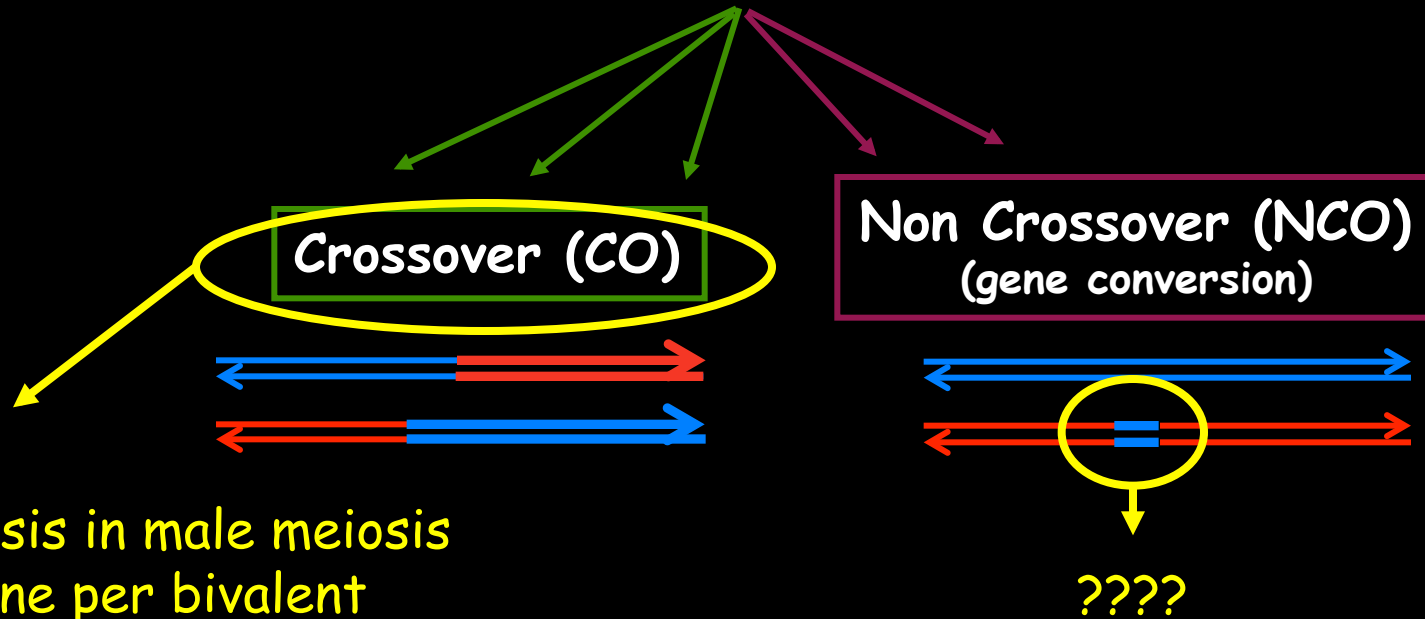 Crossover (CO)
Non Crossover (NCO)
(gene conversion)
sis in male meiosis
ne per bivalent
????